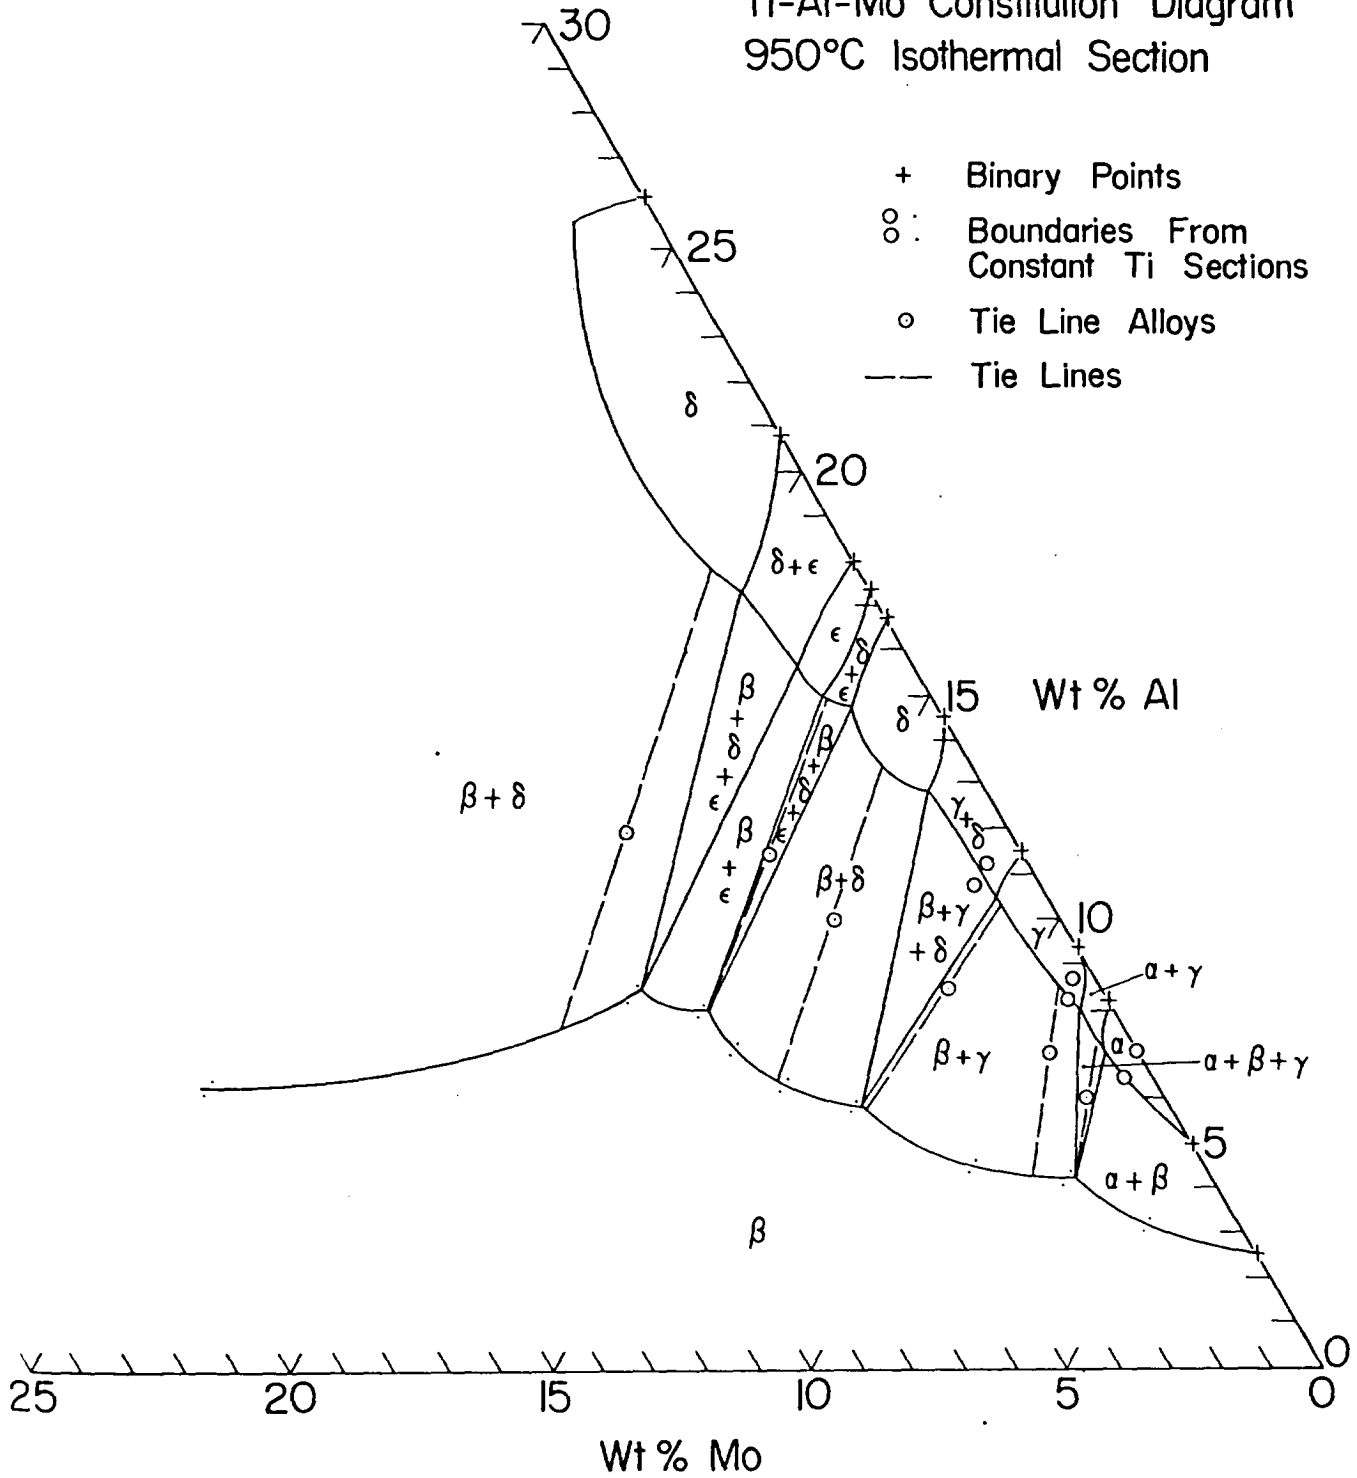 Ti-Al-Mo Constitution Diagram
950°C Isothermal Section
30
+ Binary Points
Boundaries From
Constant Ti Sections
Tie Line Alloys
Tie Lines
25
δ
20
δ+ϵ
ϵ
δ
+
ϵ
β
+
δ
+
ϵ
15
Wt % Al
δ
β
+
δ
+
ϵ
β+δ
γ+δ
β
+
ϵ
β+δ
β+γ
+δ
10
γ
α+γ
β+γ
α
α+β+γ
5
α+β
β
0
25
20
15
10
5
0
Wt % Mo